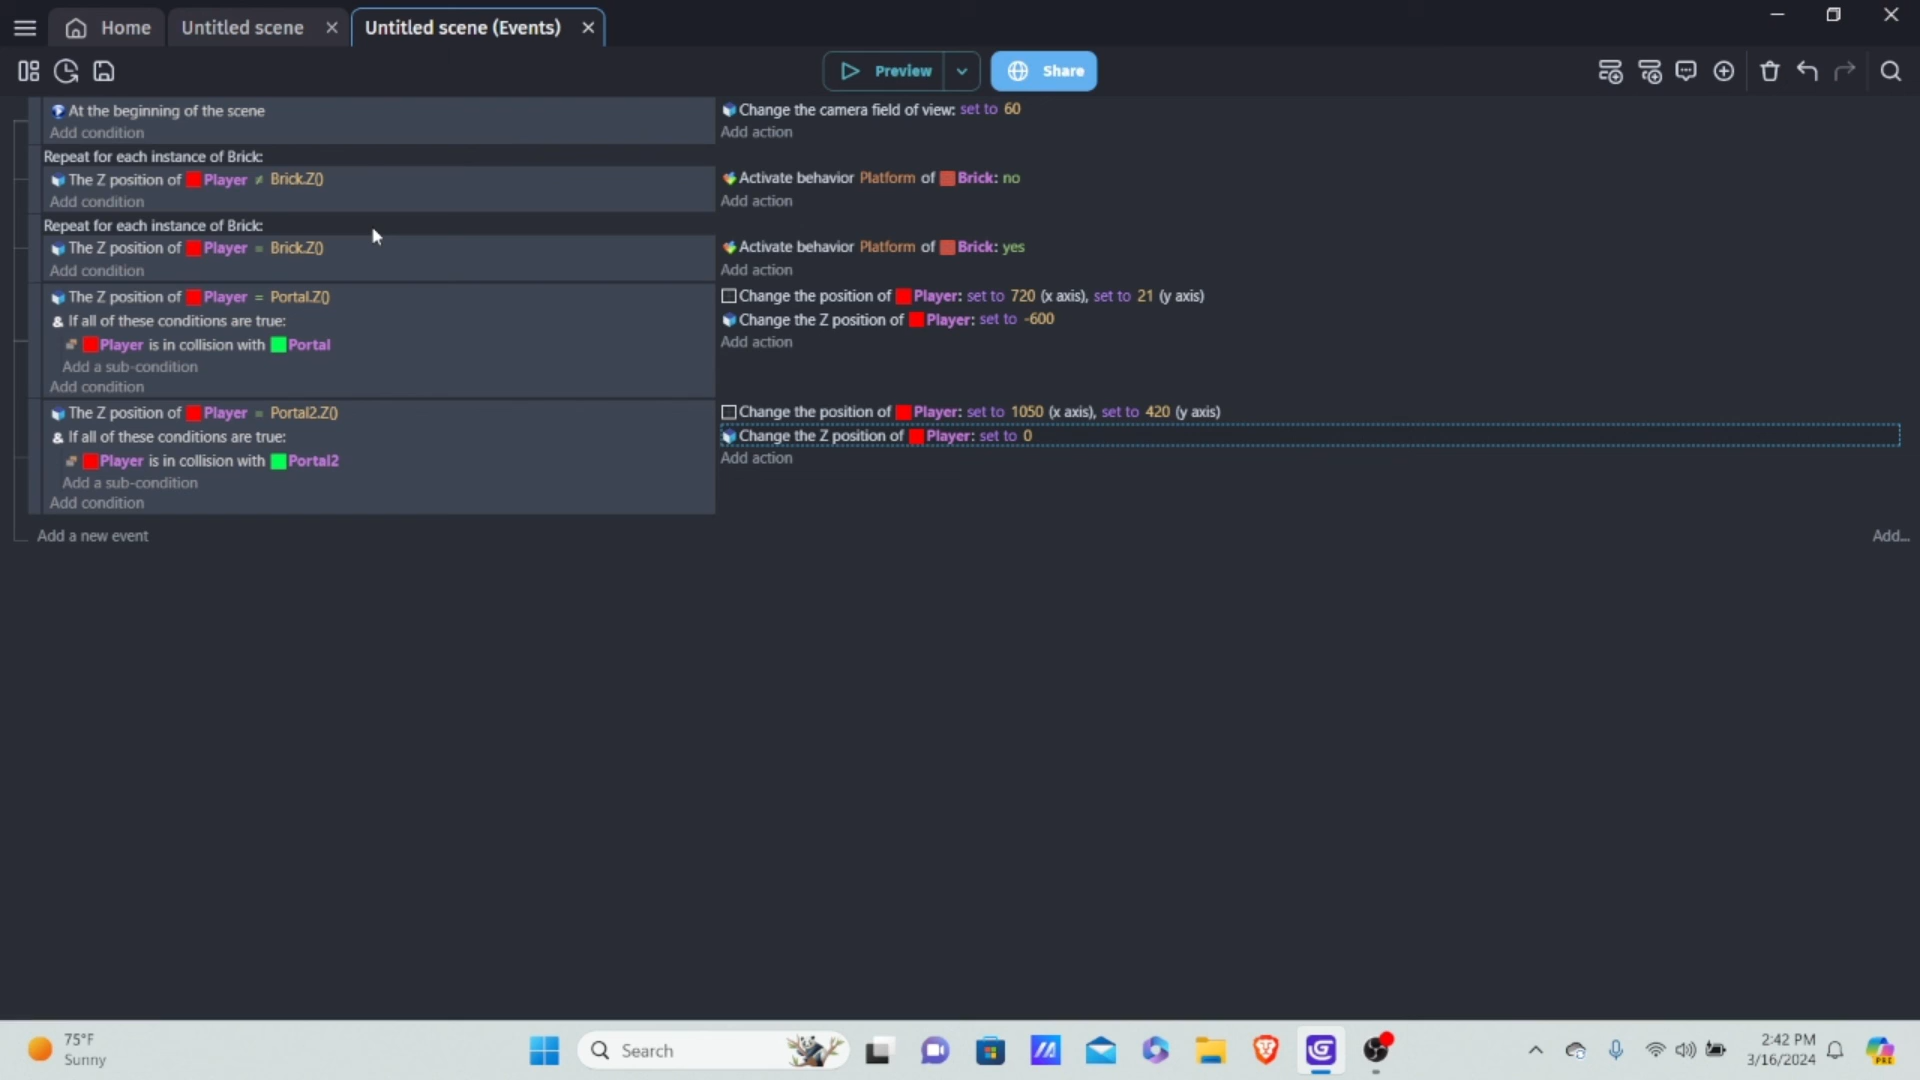 Home
Untitled scene
Untitled scene (Events)
Preview
Share
At the beginning of the scene
Change the camera field of view: set to 60
Add condition
Add action
Repeat for each instance of Brick:
The Z position of Player ≠ Brick.Z()
Activate behavior Platform of Brick: no
Add condition
Add action
Repeat for each instance of Brick:
The Z position of Player = Brick.Z()
Activate behavior Platform of Brick: yes
Add condition
Add action
The Z position of Player = Portal.Z()
Change the position of Player: set to 720 (x axis), set to 21 (y axis)
& If all of these conditions are true:
Change the Z position of Player: set to -600
Player is in collision with Portal
Add action
Add a sub-condition
Add condition
The Z position of Player = Portal2.Z()
Change the position of Player: set to 1050 (x axis), set to 420 (y axis)
& If all of these conditions are true:
Change the Z position of Player: set to 0
Player is in collision with Portal2
Add action
Add a sub-condition
Add condition
Add a new event
Add...
75°F
Sunny
Search
2:42 PM
3/16/2024
PRE